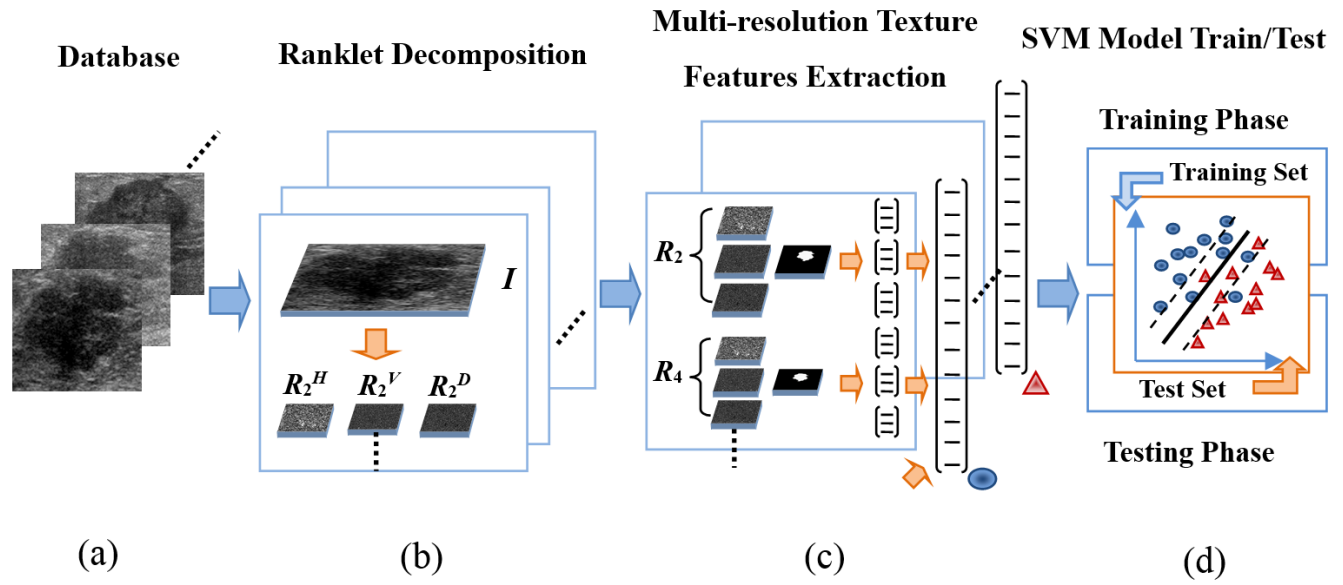 Database
Ranklet Decomposition
Multi-resolution Texture
Features Extraction
SVM Model Train/Test
Training Phase
Training Set
I
R₂ᴴ R₂ⱽ R₂ᴰ
R₂
R₄
Test Set
Testing Phase
(a) (b) (c) (d)